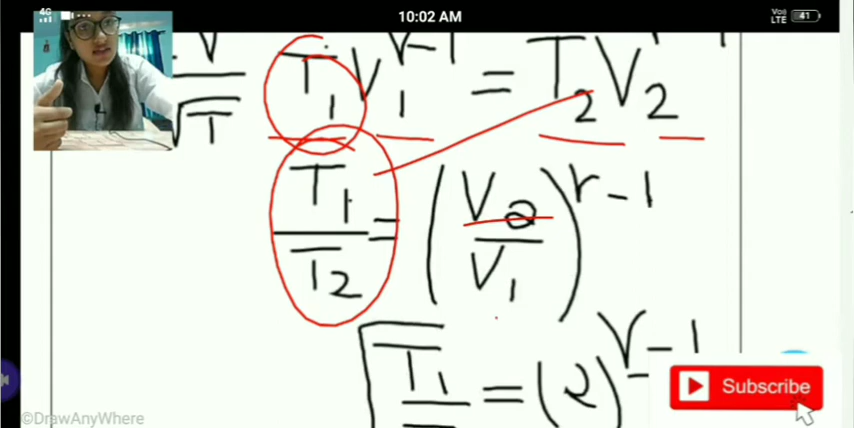 4G 10:02 AM Vo) LTE 41
V/√T T₁V₁^γ-1 = T₂V₂
T₁/T₂ = (V₂/V₁)^γ-1
T₁ = (2)^γ-1
Subscribe
©DrawAnyWhere